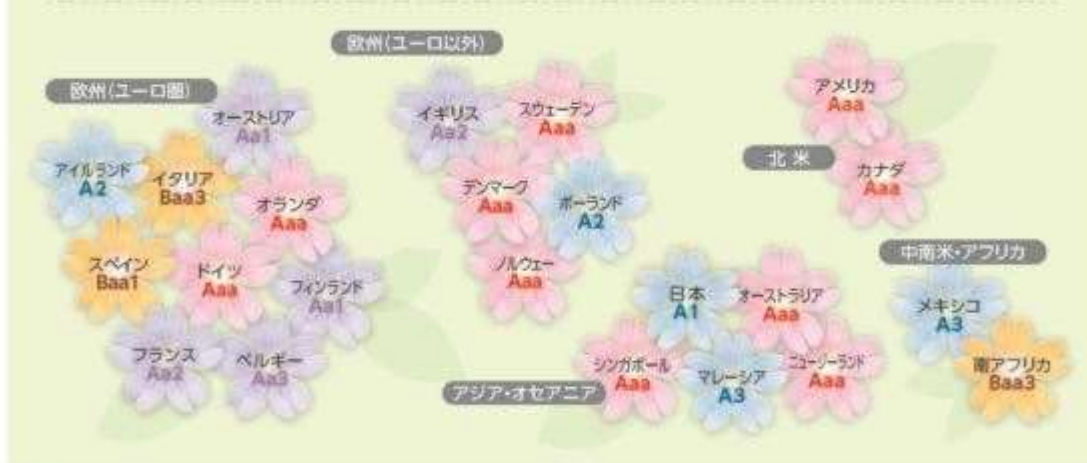 欧州(ユーロ以外)
欧州(ユーロ圏)
オーストリア
Aa1
アイルランド
A2
イタリア
Baa3
オランダ
Aaa
スペイン
Baa1
ドイツ
Aaa
フィンランド
Aa1
フランス
Aa2
ベルギー
Aa3
イギリス
Aa2
スウェーデン
Aaa
デンマーク
Aaa
ポーランド
A2
ノルウェー
Aaa
アメリカ
Aaa
北米
カナダ
Aaa
日本
A1
オーストラリア
Aaa
シンガポール
Aaa
マレーシア
A3
ニュージーランド
Aaa
アジア・オセアニア
中南米・アフリカ
メキシコ
A3
南アフリカ
Baa3